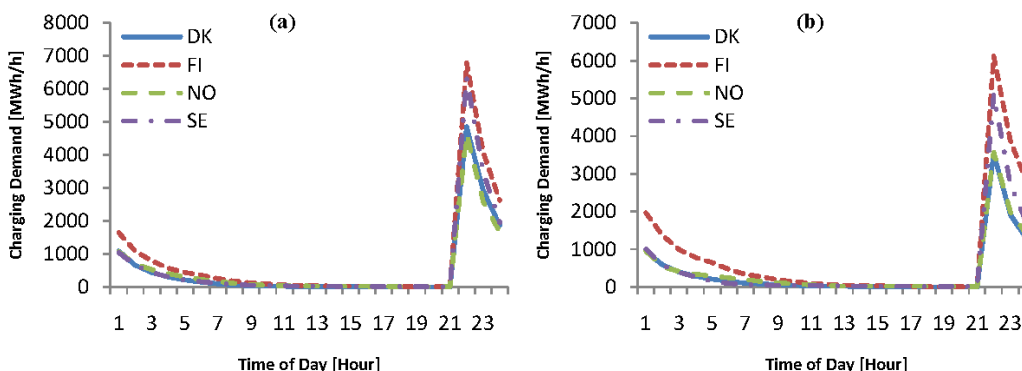 (a)
8000
7000
6000
5000
4000
3000
2000
1000
0
Charging Demand [MWh/h]
DK
FI
NO
SE
1 3 5 7 9 11 13 15 17 19 21 23
Time of Day [Hour]
(b)
7000
6000
5000
4000
3000
2000
1000
0
Charging Demand [MWh/h]
DK
FI
NO
SE
1 3 5 7 9 11 13 15 17 19 21 23
Time of Day [Hour]